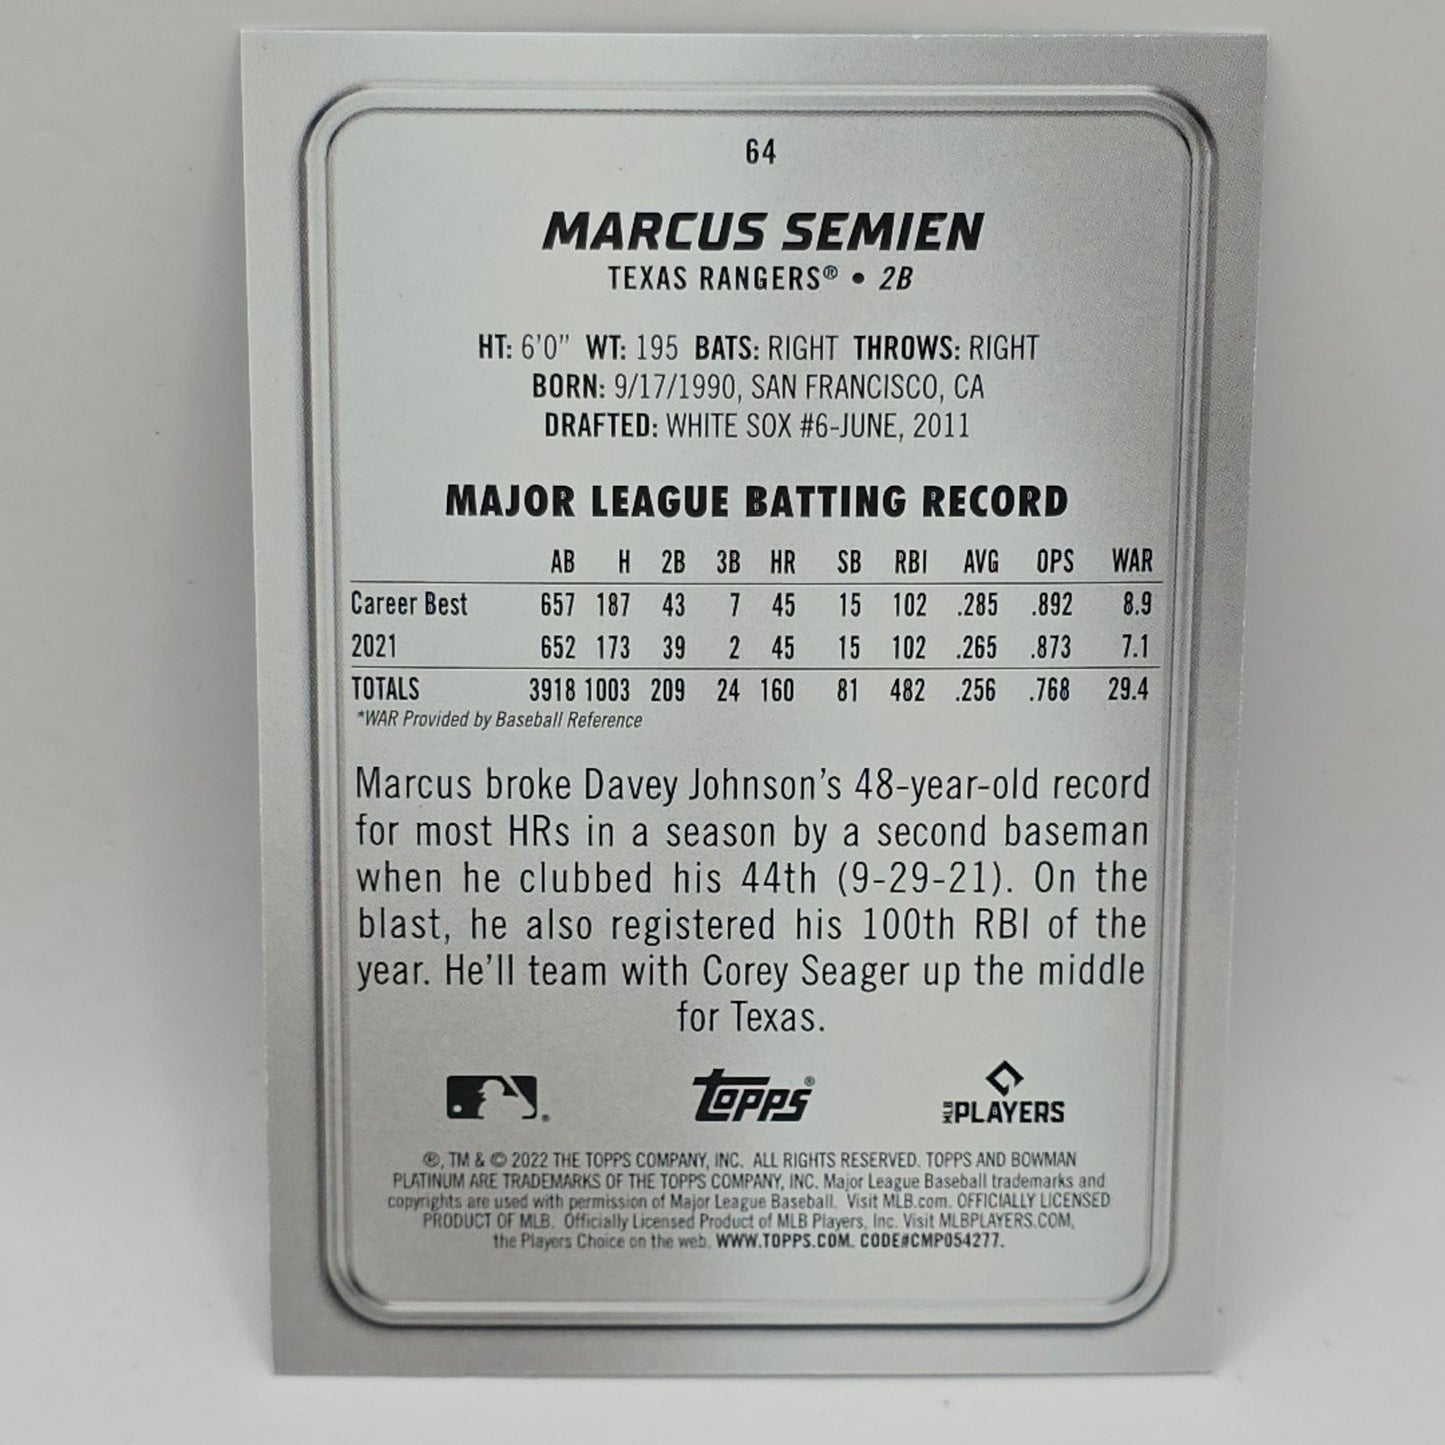 64
MARCUS SEMIEN
TEXAS RANGERS® • 2B
HT: 6'0" WT: 195 BATS: RIGHT THROWS: RIGHT
BORN: 9/17/1990, SAN FRANCISCO, CA
DRAFTED: WHITE SOX #6-JUNE, 2011
MAJOR LEAGUE BATTING RECORD
AB H 2B 3B HR SB RBI AVG OPS WAR
Career Best 657 187 43 7 45 15 102 .285 .892 8.9
2021 652 173 39 2 45 15 102 .265 .873 7.1
TOTALS 3918 1003 209 24 160 81 482 .256 .768 29.4
*WAR Provided by Baseball Reference
Marcus broke Davey Johnson's 48-year-old record
for most HRs in a season by a second baseman
when he clubbed his 44th (9-29-21). On the
blast, he also registered his 100th RBI of the
year. He'll team with Corey Seager up the middle
for Texas.
® TOPPS® MLB PLAYERS
®, TM & © 2022 THE TOPPS COMPANY, INC. ALL RIGHTS RESERVED. TOPPS AND BOWMAN
PLATINUM ARE TRADEMARKS OF THE TOPPS COMPANY, INC. Major League Baseball trademarks and
copyrights are used with permission of Major League Baseball. Visit MLB.com. OFFICIALLY LICENSED
PRODUCT OF MLB. Officially Licensed Product of MLB Players, Inc. Visit MLBPLAYERS.COM,
the Players Choice on the web. WWW.TOPPS.COM. CODE#CMP054277.